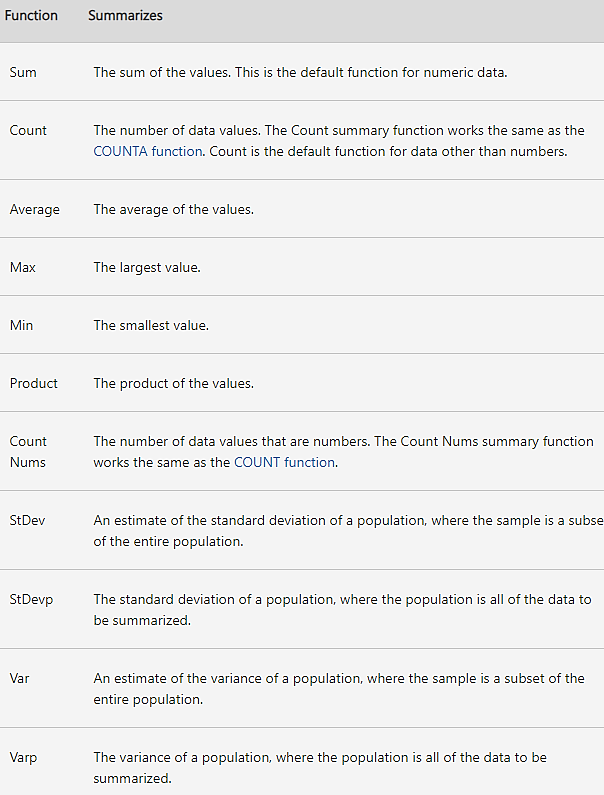 Function Summarizes
Sum The sum of the values. This is the default function for numeric data.
Count The number of data values. The Count summary function works the same as the
COUNTA function. Count is the default function for data other than numbers.
Average The average of the values.
Max The largest value.
Min The smallest value.
Product The product of the values.
Count The number of data values that are numbers. The Count Nums summary function
Nums works the same as the COUNT function.
StDev An estimate of the standard deviation of a population, where the sample is a subse
of the entire population.
StDevp The standard deviation of a population, where the population is all of the data to
be summarized.
Var An estimate of the variance of a population, where the sample is a subset of the
entire population.
Varp The variance of a population, where the population is all of the data to be
summarized.